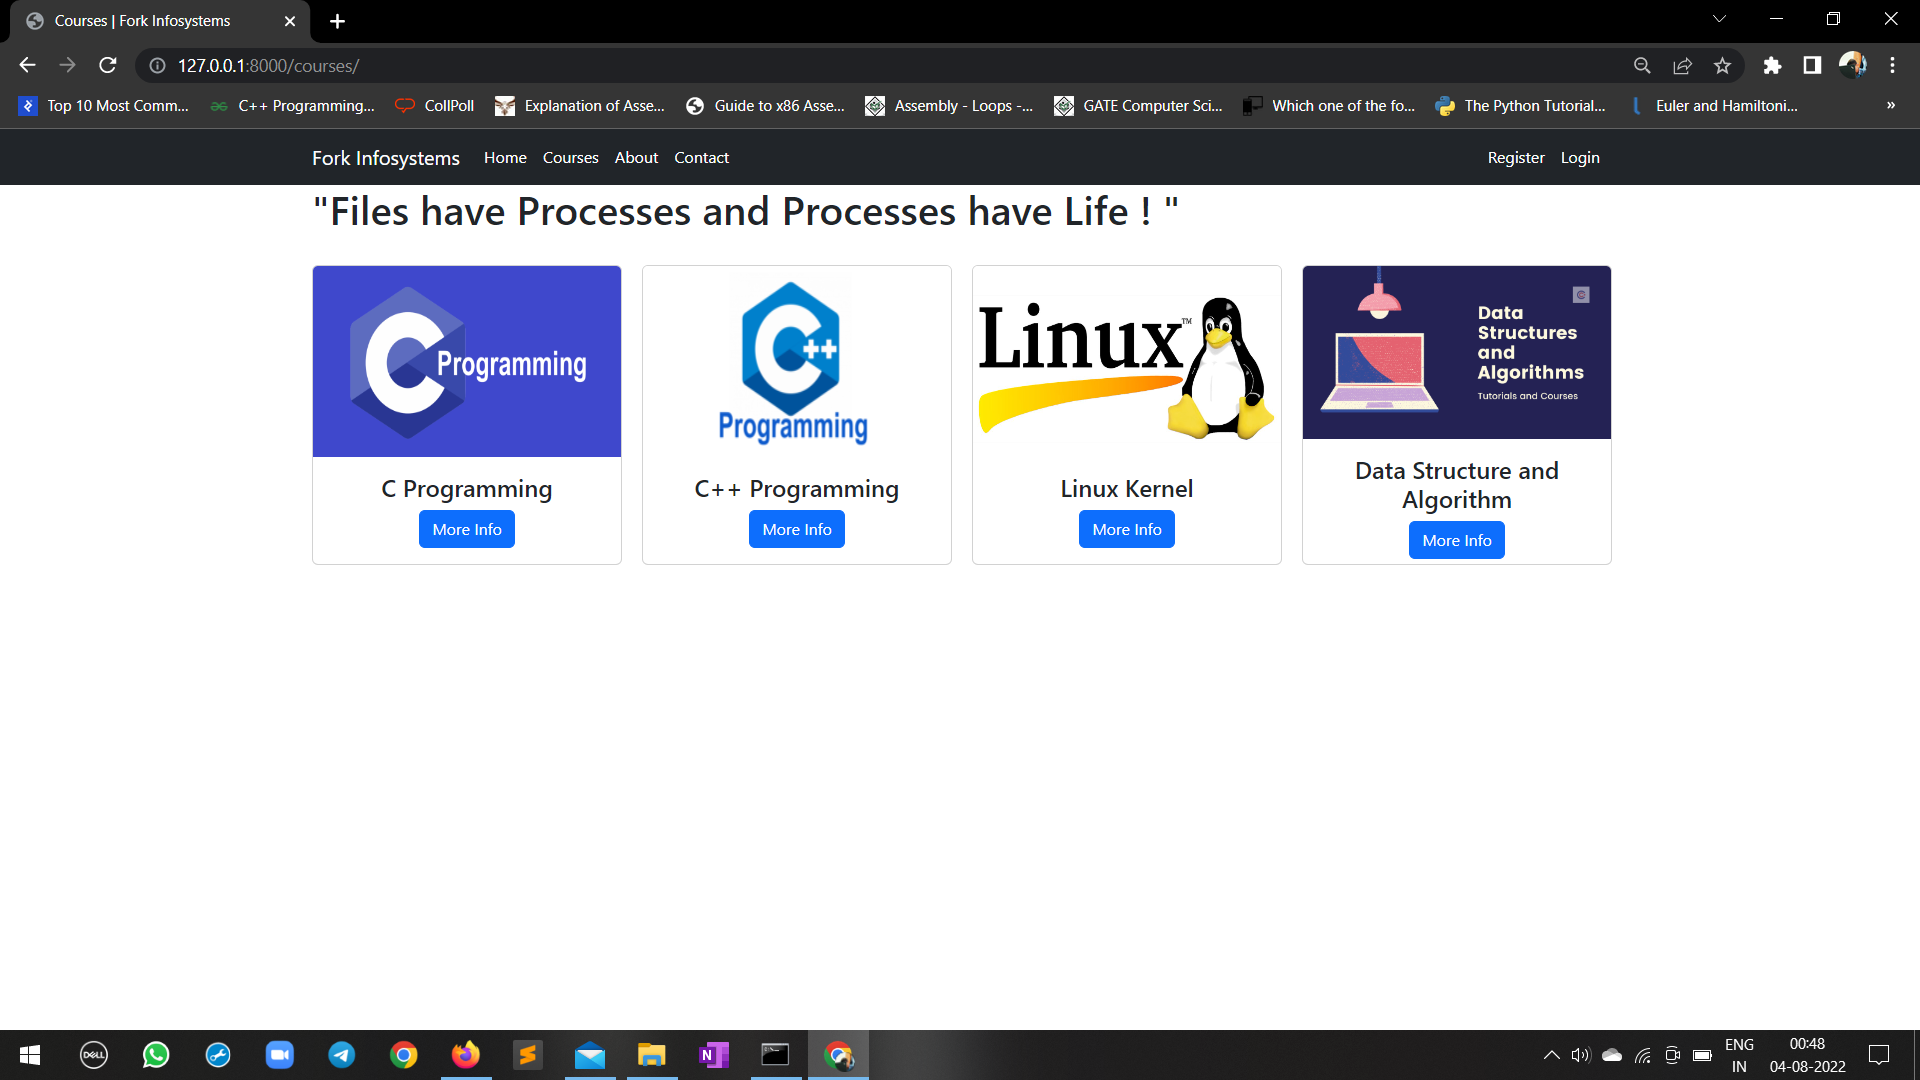 Courses | Fork Infosystems
127.0.0.1:8000/courses/
Top 10 Most Comm...
C++ Programming...
CollPoll
Explanation of Asse...
Guide to x86 Asse...
Assembly - Loops -...
GATE Computer Sci...
Which one of the fo...
The Python Tutorial...
Euler and Hamiltoni...
»
Fork Infosystems
Home
Courses
About
Contact
Register
Login
"Files have Processes and Processes have Life ! "
C Programming
C++
Programming
Linux™
Data
Structures
and
Algorithms
Tutorials and Courses
C Programming
More Info
C++ Programming
More Info
Linux Kernel
More Info
Data Structure and
Algorithm
More Info
DELL
N
ENG
IN
00:48
04-08-2022